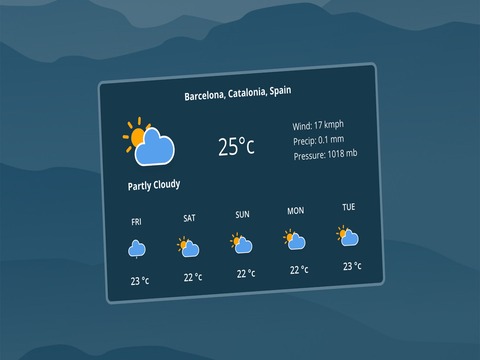 Barcelona, Catalonia, Spain
25°c
Wind: 17 kmph
Precip: 0.1 mm
Pressure: 1018 mb
Partly Cloudy
FRI SAT SUN MON TUE
23 °c 22 °c 22 °c 22 °c 23 °c